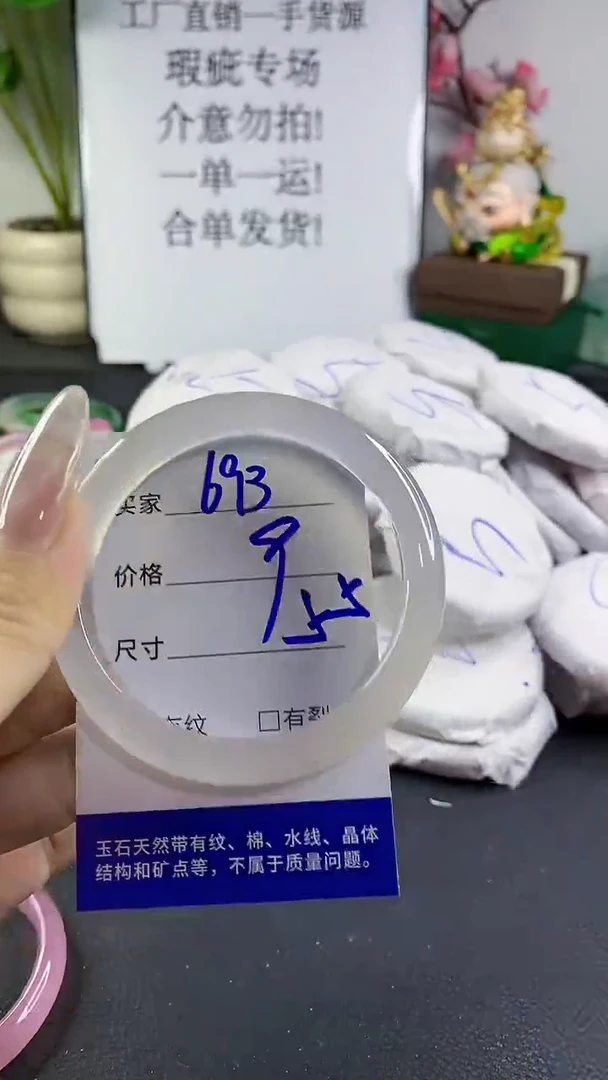 工厂直销一手货源
瑕疵专场
介意勿拍!
一单一运!
合单发货!
买家 693
价格
尺寸
纹 □有裂
玉石天然带有纹、棉、水线、晶体
结构和矿点等，不属于质量问题。